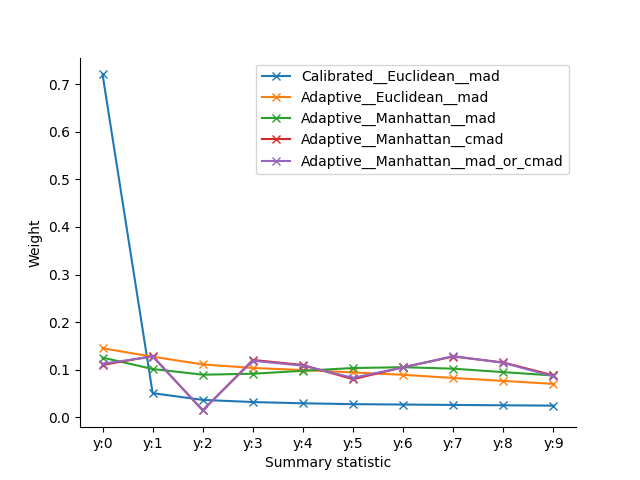 Calibrated__Euclidean__mad
Adaptive__Euclidean__mad
Adaptive__Manhattan__mad
Adaptive__Manhattan__cmad
Adaptive__Manhattan__mad_or_cmad
0.7
0.6
0.5
0.4
0.3
0.2
0.1
0.0
Weight
y:0 y:1 y:2 y:3 y:4 y:5 y:6 y:7 y:8 y:9
Summary statistic